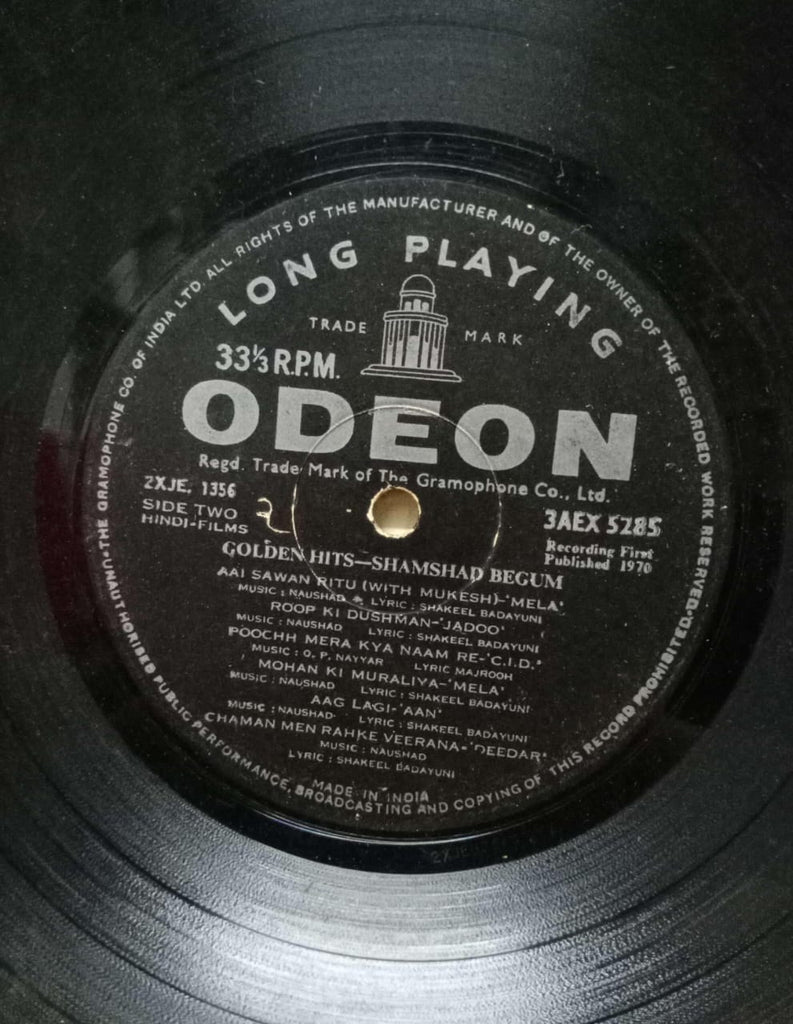 THE GRAMOPHONE CO. OF INDIA LTD. ALL RIGHTS OF THE MANUFACTURER AND OF THE OWNER OF THE RECORDED WORK RESERVED•UNAUTHORISED PUBLIC PERFORMANCE, BROADCASTING AND COPYING OF THIS RECORD PROHIBITED•
LONG PLAYING
TRADE MARK
33⅓ R.P.M.
ODEON
Regd. Trade Mark of The Gramophone Co., Ltd.
2XJE. 1356
SIDE TWO
HINDI-FILMS
2
3AEX 5285
Recording First
Published 1970
GOLDEN HITS—SHAMSHAD BEGUM
AAI SAWAN RITU (WITH MUKESH)-'MELA'
MUSIC : NAUSHAD LYRIC : SHAKEEL BADAYUNI
ROOP KI DUSHMAN-'JADOO'
MUSIC : NAUSHAD LYRIC : SHAKEEL BADAYUNI
POOCHH MERA KYA NAAM RE-'C.I.D.'
MUSIC : O. P. NAYYAR LYRIC MAJROOH
MOHAN KI MURALIYA-'MELA'
MUSIC : NAUSHAD LYRIC : SHAKEEL BADAYUNI
AAG LAGI-'AAN'
MUSIC : NAUSHAD LYRIC : SHAKEEL BADAYUNI
CHAMAN MEN RAHKE VEERANA-'DEEDAR'
MUSIC : NAUSHAD
LYRIC : SHAKEEL BADAYUNI
MADE IN INDIA